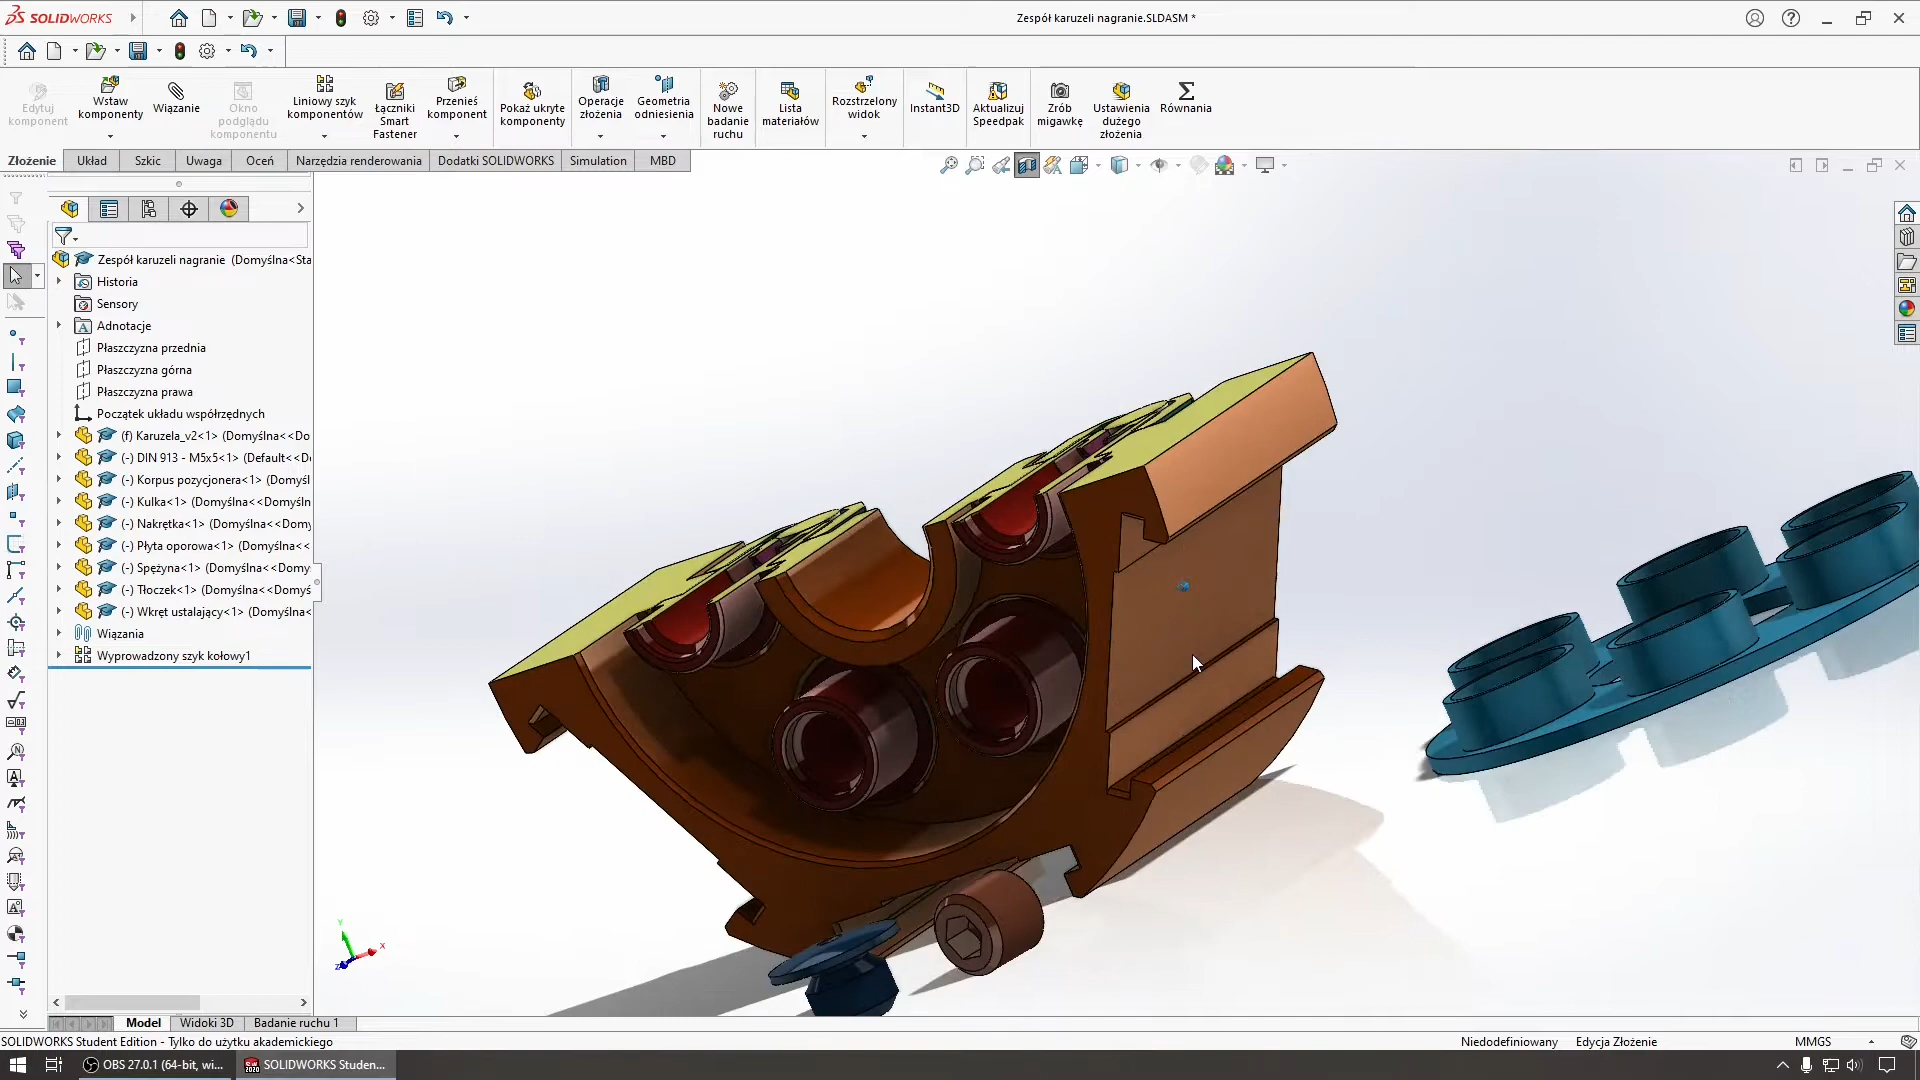 SOLIDWORKS
Zespół karuzeli nagranie.SLDASM *
Edytuj komponent
Wstaw komponenty
Wiązanie
Okno podglądu komponentu
Liniowy szyk komponentów
Łączniki Smart Fastener
Przenieś komponent
Pokaż ukryte komponenty
Operacje złożenia
Geometria odniesienia
Nowe badanie ruchu
Lista materiałów
Rozstrzelony widok
Instant3D
Aktualizuj Speedpak
Zrób migawkę
Ustawienia dużego złożenia
Równania
Złożenie
Układ
Szkic
Uwaga
Oceń
Narzędzia renderowania
Dodatki SOLIDWORKS
Simulation
MBD
Zespół karuzeli nagranie (Domyślna<Sta
Historia
Sensory
Adnotacje
Płaszczyzna przednia
Płaszczyzna górna
Płaszczyzna prawa
Początek układu współrzędnych
(f) Karuzela_v2<1> (Domyślna<<Do
(-) DIN 913 - M5x5<1> (Default<<D
(-) Korpus pozycjonera<1> (Domyśl
(-) Kulka<1> (Domyślna<<Domyśln
(-) Nakrętka<1> (Domyślna<<Domy
(-) Płyta oporowa<1> (Domyślna<<
(-) Spężyna<1> (Domyślna<<Domy
(-) Tłoczek<1> (Domyślna<<Domyś
(-) Wkręt ustalający<1> (Domyślna<
Wiązania
Wyprowadzony szyk kołowy1
Y
X
Z
Model
Widoki 3D
Badanie ruchu 1
SOLIDWORKS Student Edition - Tylko do użytku akademickiego
Niedodefiniowany
Edycja Złożenie
MMGS
OBS 27.0.1 (64-bit, wi...
SOLIDWORKS Studen...